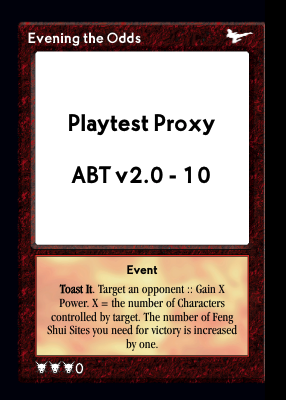 Evening the Odds
Playtest Proxy
ABT v2.0 - 10
Event
Toast It. Target an opponent :: Gain X
Power. X = the number of Characters
controlled by target. The number of Feng
Shui Sites you need for victory is increased
by one.
0